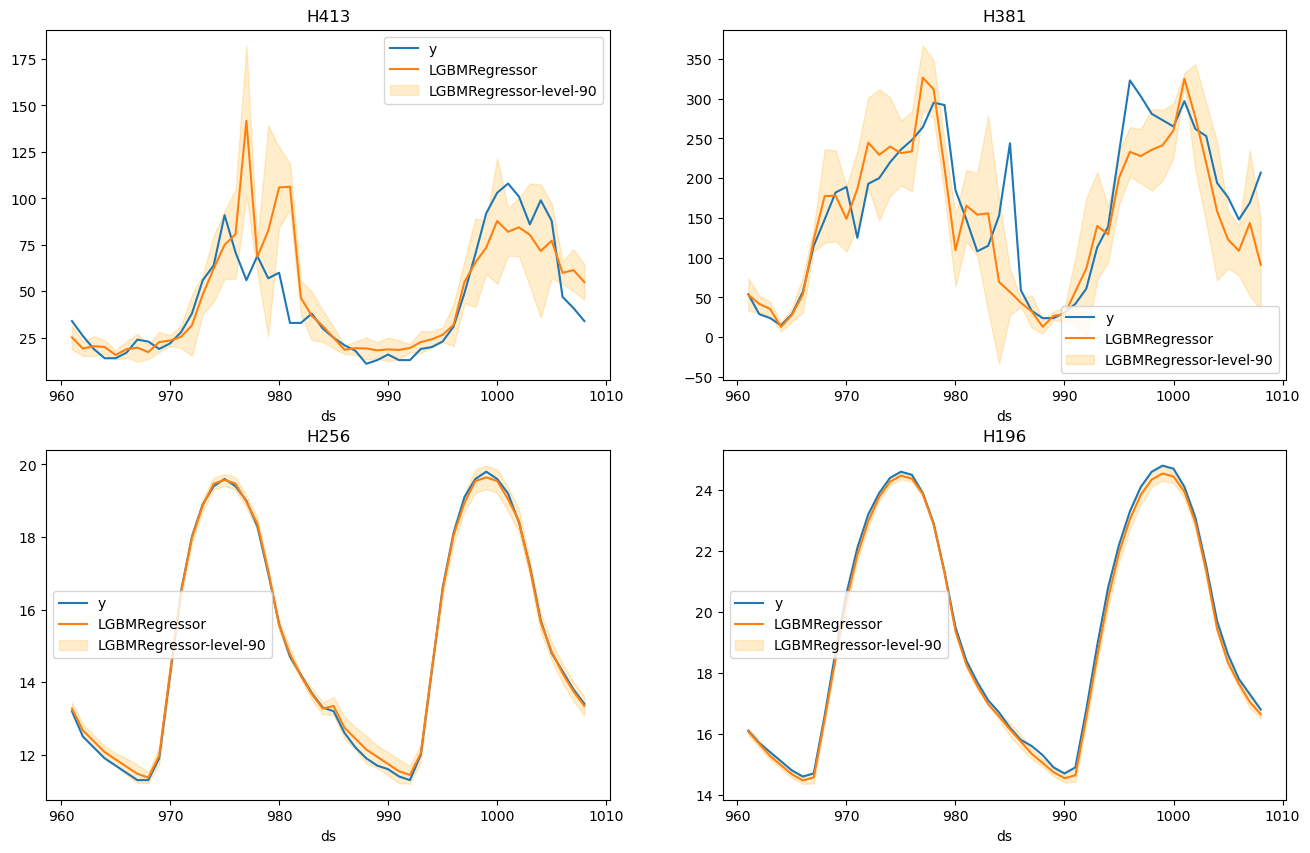 H413
175
150
125
100
75
50
25
y
LGBMRegressor
LGBMRegressor-level-90
960 970 980 990 1000 1010
ds
H381
350
300
250
200
150
100
50
0
−50
y
LGBMRegressor
LGBMRegressor-level-90
960 970 980 990 1000 1010
ds
H256
20
18
16
14
12
y
LGBMRegressor
LGBMRegressor-level-90
960 970 980 990 1000 1010
ds
H196
24
22
20
18
16
14
y
LGBMRegressor
LGBMRegressor-level-90
960 970 980 990 1000 1010
ds